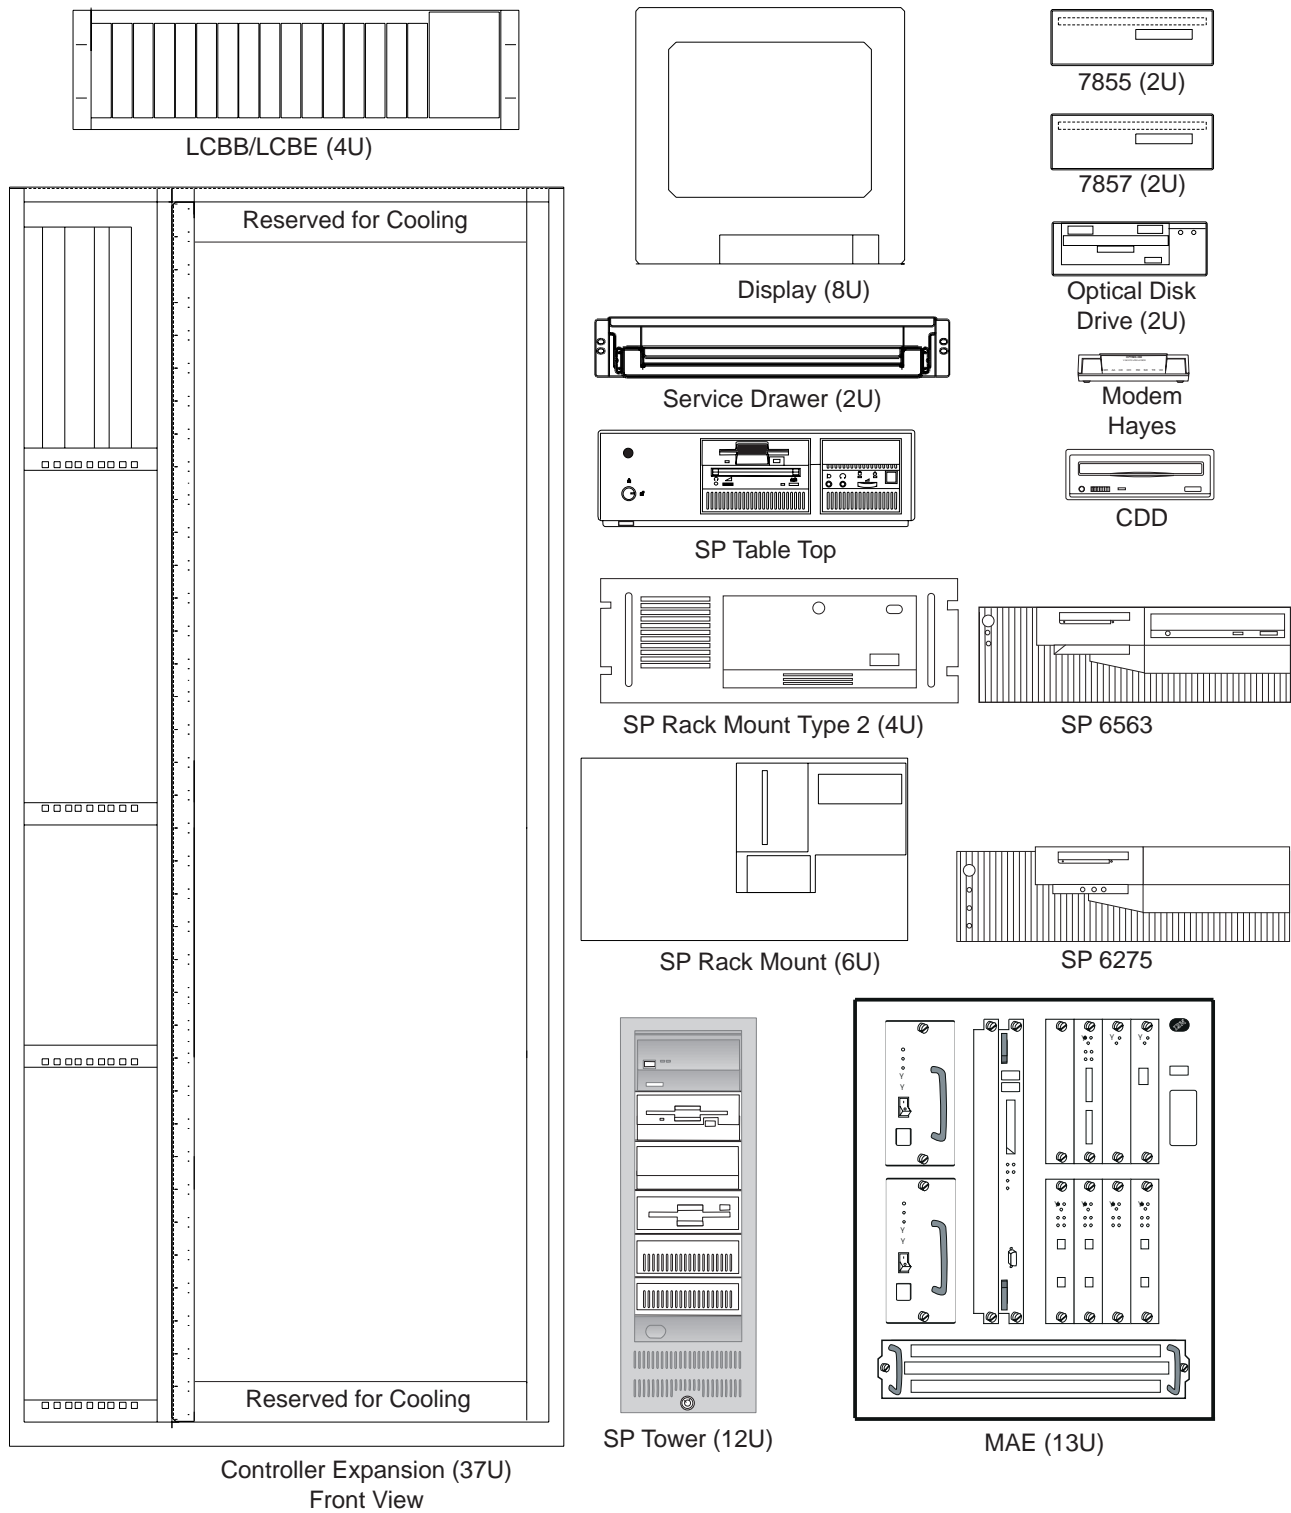 LCBB/LCBE (4U)
Reserved for Cooling
Reserved for Cooling
Controller Expansion (37U)
Front View
Display (8U)
Service Drawer (2U)
SP Table Top
SP Rack Mount Type 2 (4U)
SP Rack Mount (6U)
SP Tower (12U)
7855 (2U)
7857 (2U)
Optical Disk
Drive (2U)
Modem
Hayes
CDD
SP 6563
SP 6275
IBM
MAE (13U)